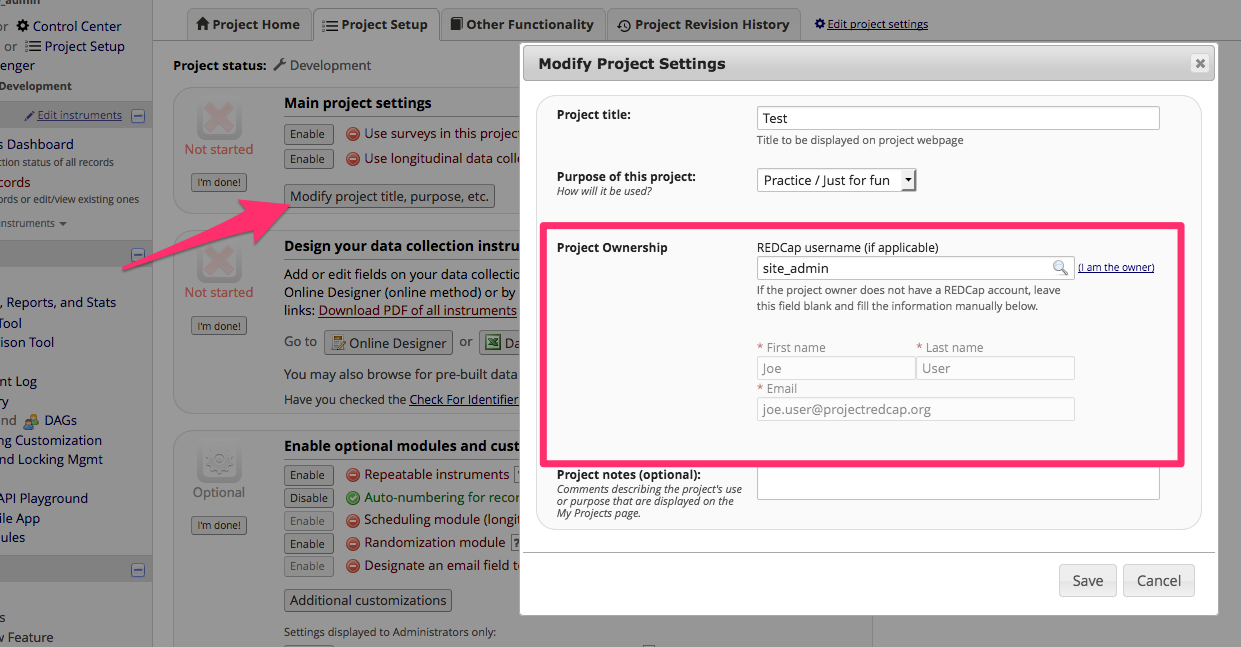 _admin
or Control Center
or Project Setup
enger
Development
Edit instruments
s Dashboard
ction status of all records
cords
ords or edit/view existing ones
nstruments
, Reports, and Stats
Tool
ison Tool
nt Log
ry
nd DAGs
ng Customization
nd Locking Mgmt
API Playground
ile App
ules
s
w Feature
Project Home
Project Setup
Other Functionality
Project Revision History
Edit project settings
Project status: Development
Not started
I'm done!
Main project settings
Enable Use surveys in this project
Enable Use longitudinal data colle
Modify project title, purpose, etc.
Not started
I'm done!
Design your data collection instru
Add or edit fields on your data collectio
Online Designer (online method) or by
links: Download PDF of all instruments
Go to Online Designer or Da
You may also browse for pre-built data
Have you checked the Check For Identifier
Optional
I'm done!
Enable optional modules and cust
Enable Repeatable instruments
Disable Auto-numbering for recor
Enable Scheduling module (longit
Enable Randomization module ?
Enable Designate an email field to
Additional customizations
Settings displayed to Administrators only:
Modify Project Settings
Project title:
Test
Title to be displayed on project webpage
Purpose of this project:
How will it be used?
Practice / Just for fun
Project Ownership
REDCap username (if applicable)
site_admin
(I am the owner)
If the project owner does not have a REDCap account, leave
this field blank and fill the information manually below.
* First name * Last name
Joe User
* Email
joe.user@projectredcap.org
Project notes (optional):
Comments describing the project's use
or purpose that are displayed on the
My Projects page.
Save Cancel